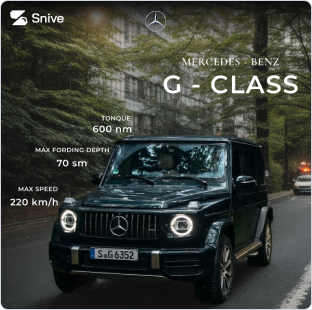 Snive
MERCEDES - BENZ
G - CLASS
TONQUE
600 nm
MAX FORDING DEPTH
70 sm
MAX SPEED
220 km/h
S G 6352